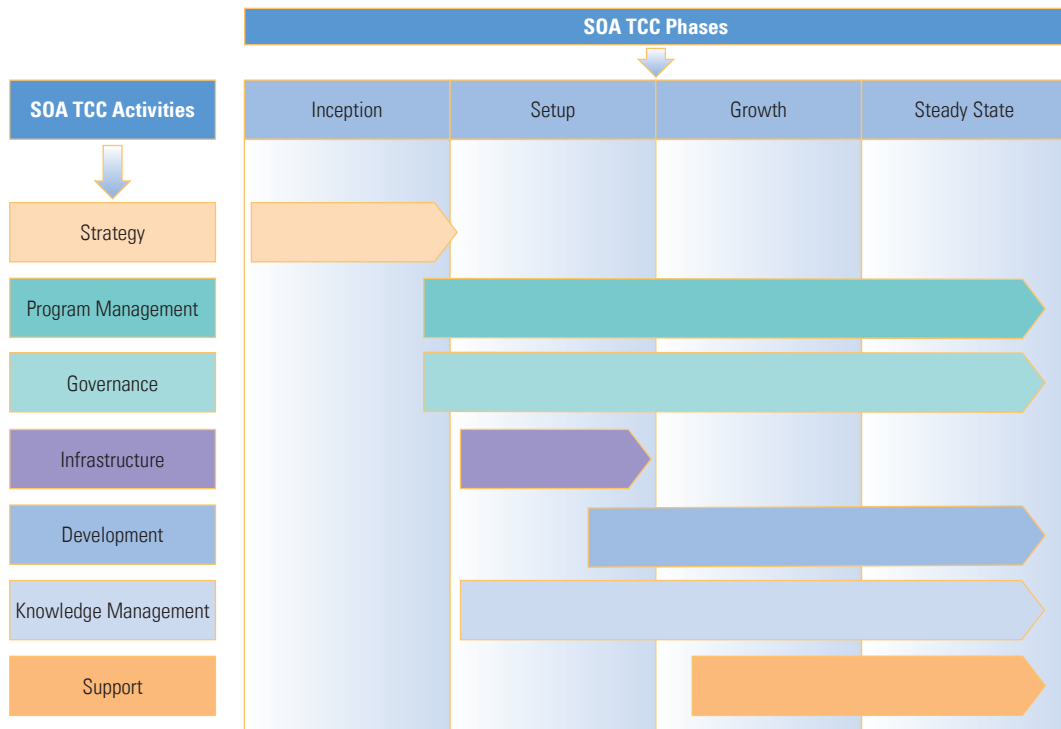 SOA TCC Phases
SOA TCC Activities
Inception
Setup
Growth
Steady State
Strategy
Program Management
Governance
Infrastructure
Development
Knowledge Management
Support